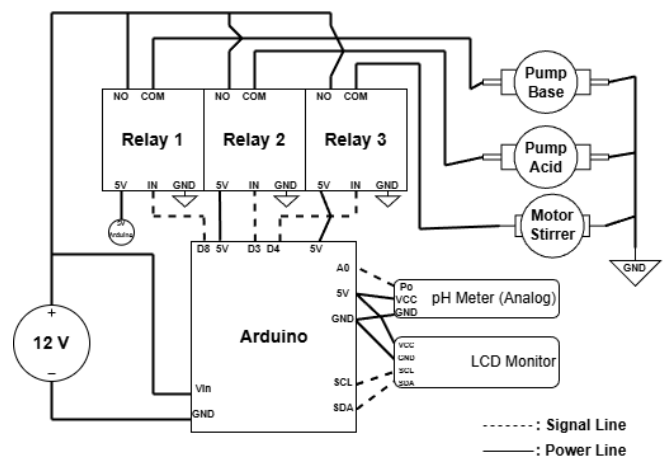 NO COM NO COM NO COM
Relay 1 Relay 2 Relay 3
5V IN GND 5V IN GND 5V IN GND
5V
Arduino
Pump
Base
Pump
Acid
Motor
Stirrer
GND
D8 5V D3 D4 5V
A0
5V
GND
Arduino
Vin
GND
SCL
SDA
Po
VCC
GND
pH Meter (Analog)
VCC
GND
SCL
SDA
LCD Monitor
+
12 V
−
: Signal Line
: Power Line